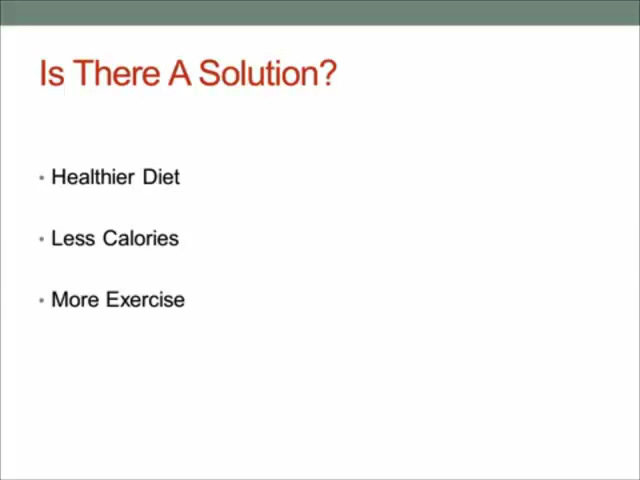 Is There A Solution?
• Healthier Diet
• Less Calories
• More Exercise